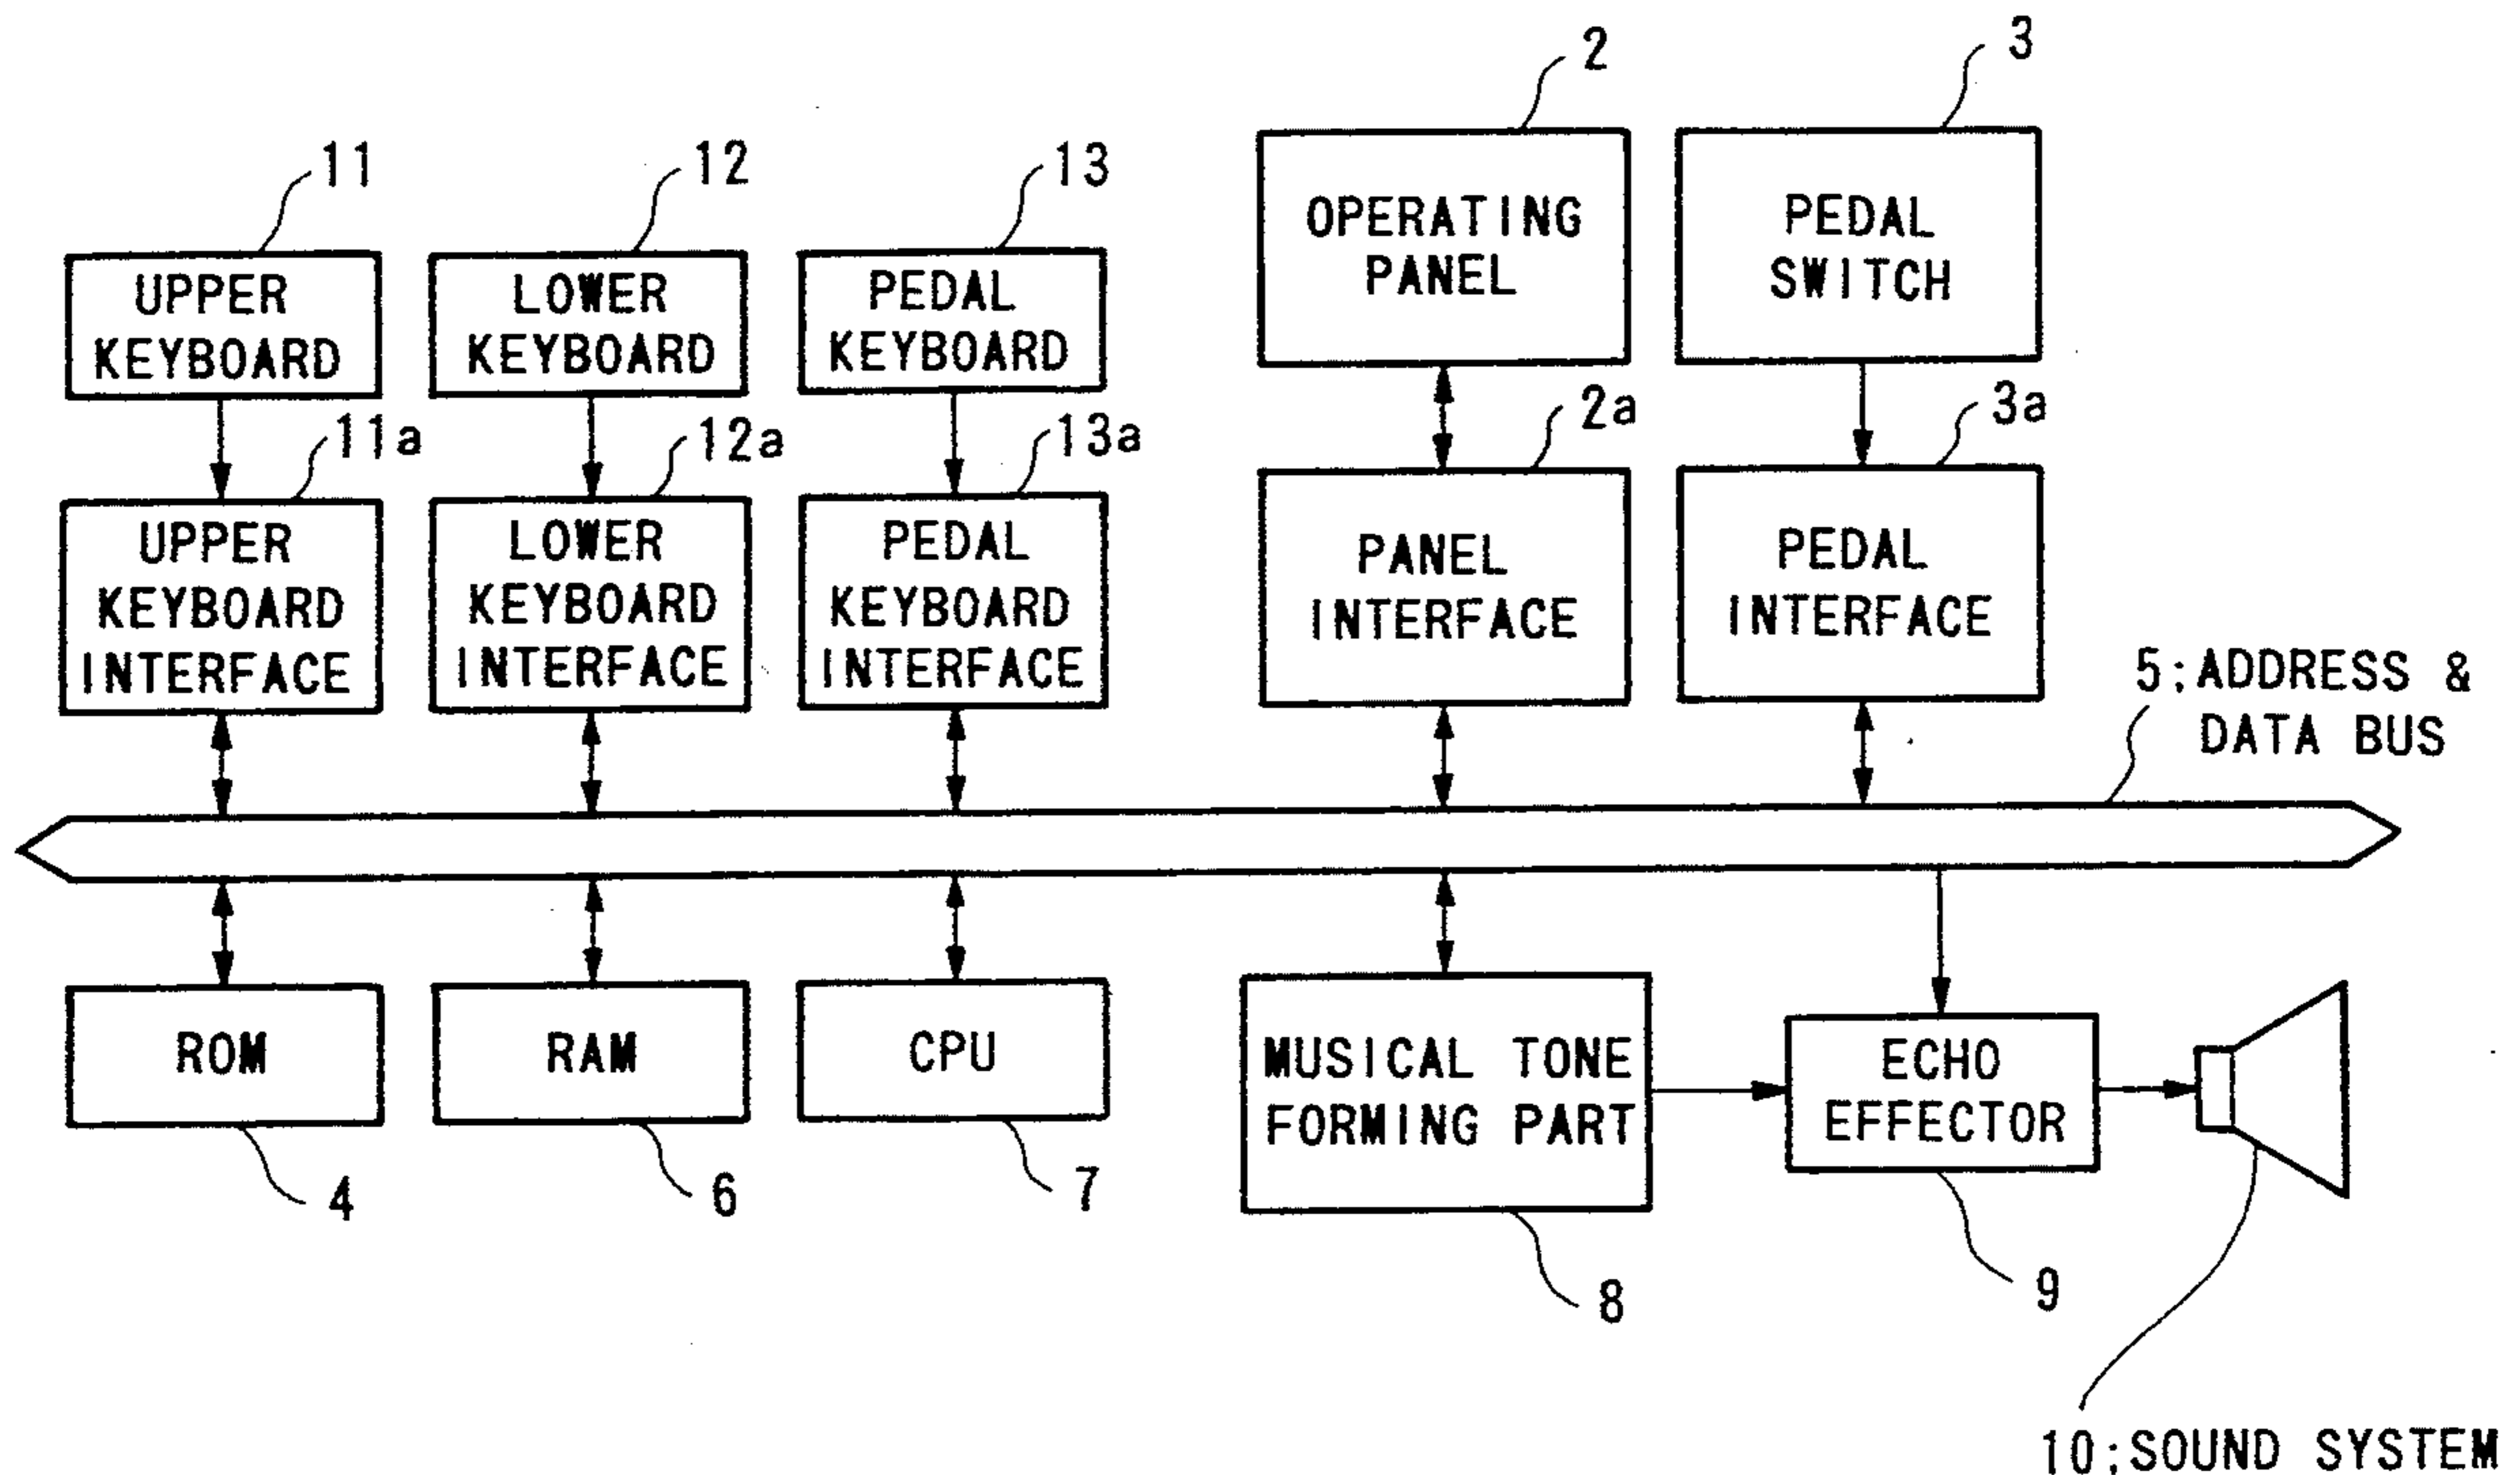 2
3
11
12
13
OPERATING
PANEL
PEDAL
SWITCH
UPPER
KEYBOARD
LOWER
KEYBOARD
PEDAL
KEYBOARD
11a
12a
13a
2a
3a
UPPER
KEYBOARD
INTERFACE
LOWER
KEYBOARD
INTERFACE
PEDAL
KEYBOARD
INTERFACE
PANEL
INTERFACE
PEDAL
INTERFACE
5;ADDRESS &
DATA BUS
ROM
RAM
CPU
MUSICAL TONE
FORMING PART
ECHO
EFFECTOR
4
6
7
8
9
10;SOUND SYSTEM